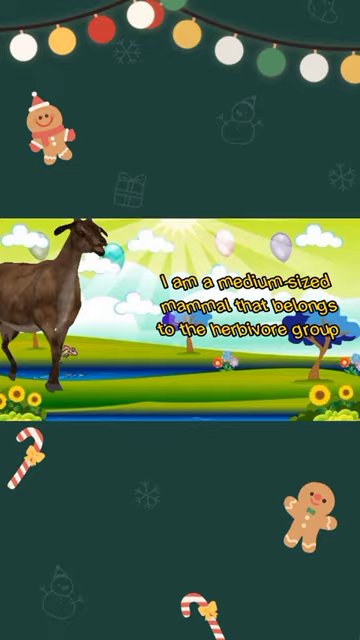 I am a medium-sized
mammal that belongs
to the herbivore group